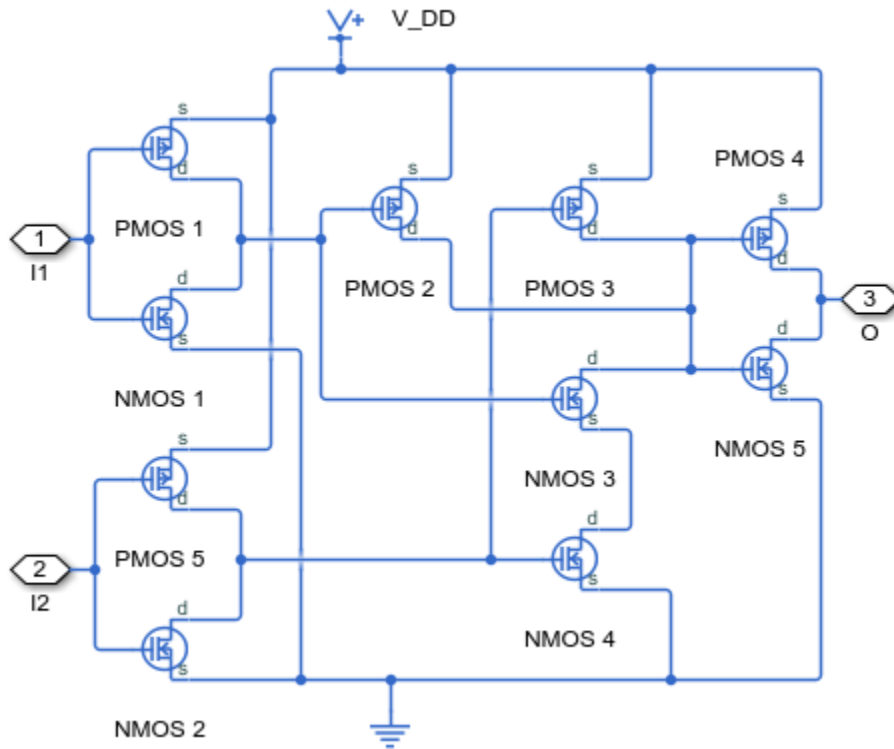 V+ V_DD
s
s
s
PMOS 4
d
d
d
s
1
I1
PMOS 1
d
PMOS 2
PMOS 3
d
3
O
s
d
d
s
NMOS 1
s
s
NMOS 3
NMOS 5
d
d
2
I2
PMOS 5
d
s
NMOS 4
s
NMOS 2